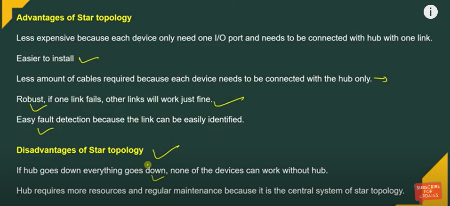 Advantages of Star topology
Less expensive because each device only need one I/O port and needs to be connected with hub with one link.
Easier to install
Less amount of cables required because each device needs to be connected with the hub only.
Robust, if one link fails, other links will work just fine.
Easy fault detection because the link can be easily identified.
Disadvantages of Star topology
If hub goes down everything goes down, none of the devices can work without hub.
Hub requires more resources and regular maintenance because it is the central system of star topology.
SUBSCRIBE
FOR